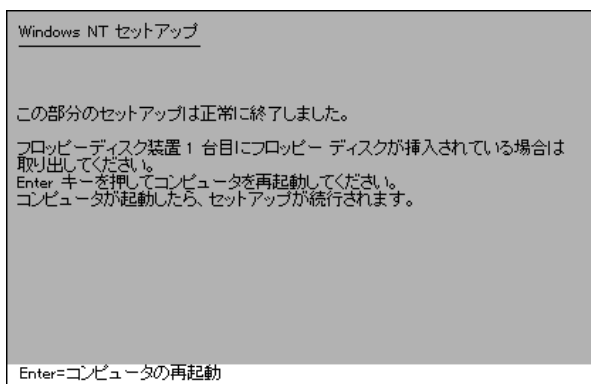 Windows NT セットアップ
この部分のセットアップは正常に終了しました。
フロッピーディスク装置 1 台目にフロッピー ディスクが挿入されている場合は
取り出してください。
Enter キーを押してコンピュータを再起動してください。
コンピュータが起動したら、セットアップが続行されます。
Enter=コンピュータの再起動